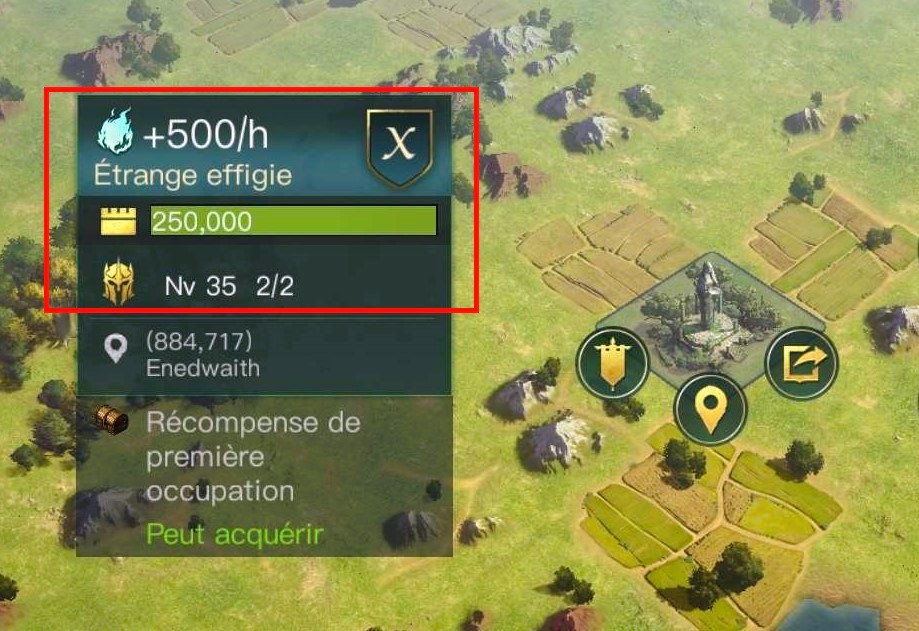 +500/h
X
Étrange effigie
250,000
Nv 35 2/2
(884,717)
Enedwaith
Récompense de
première
occupation
Peut acquérir